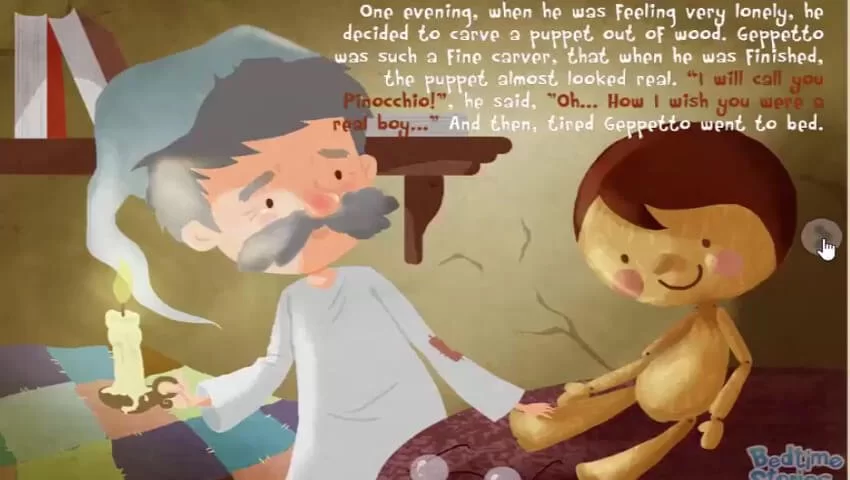 One evening, when he was feeling very lonely, he
decided to carve a puppet out of wood. Geppetto
was such a fine carver, that when he was finished,
the puppet almost looked real. “I will call you
Pinocchio!”, he said, ”Oh... How I wish you were a
real boy...” And then, tired Geppetto went to bed.
Bedtime
Stories